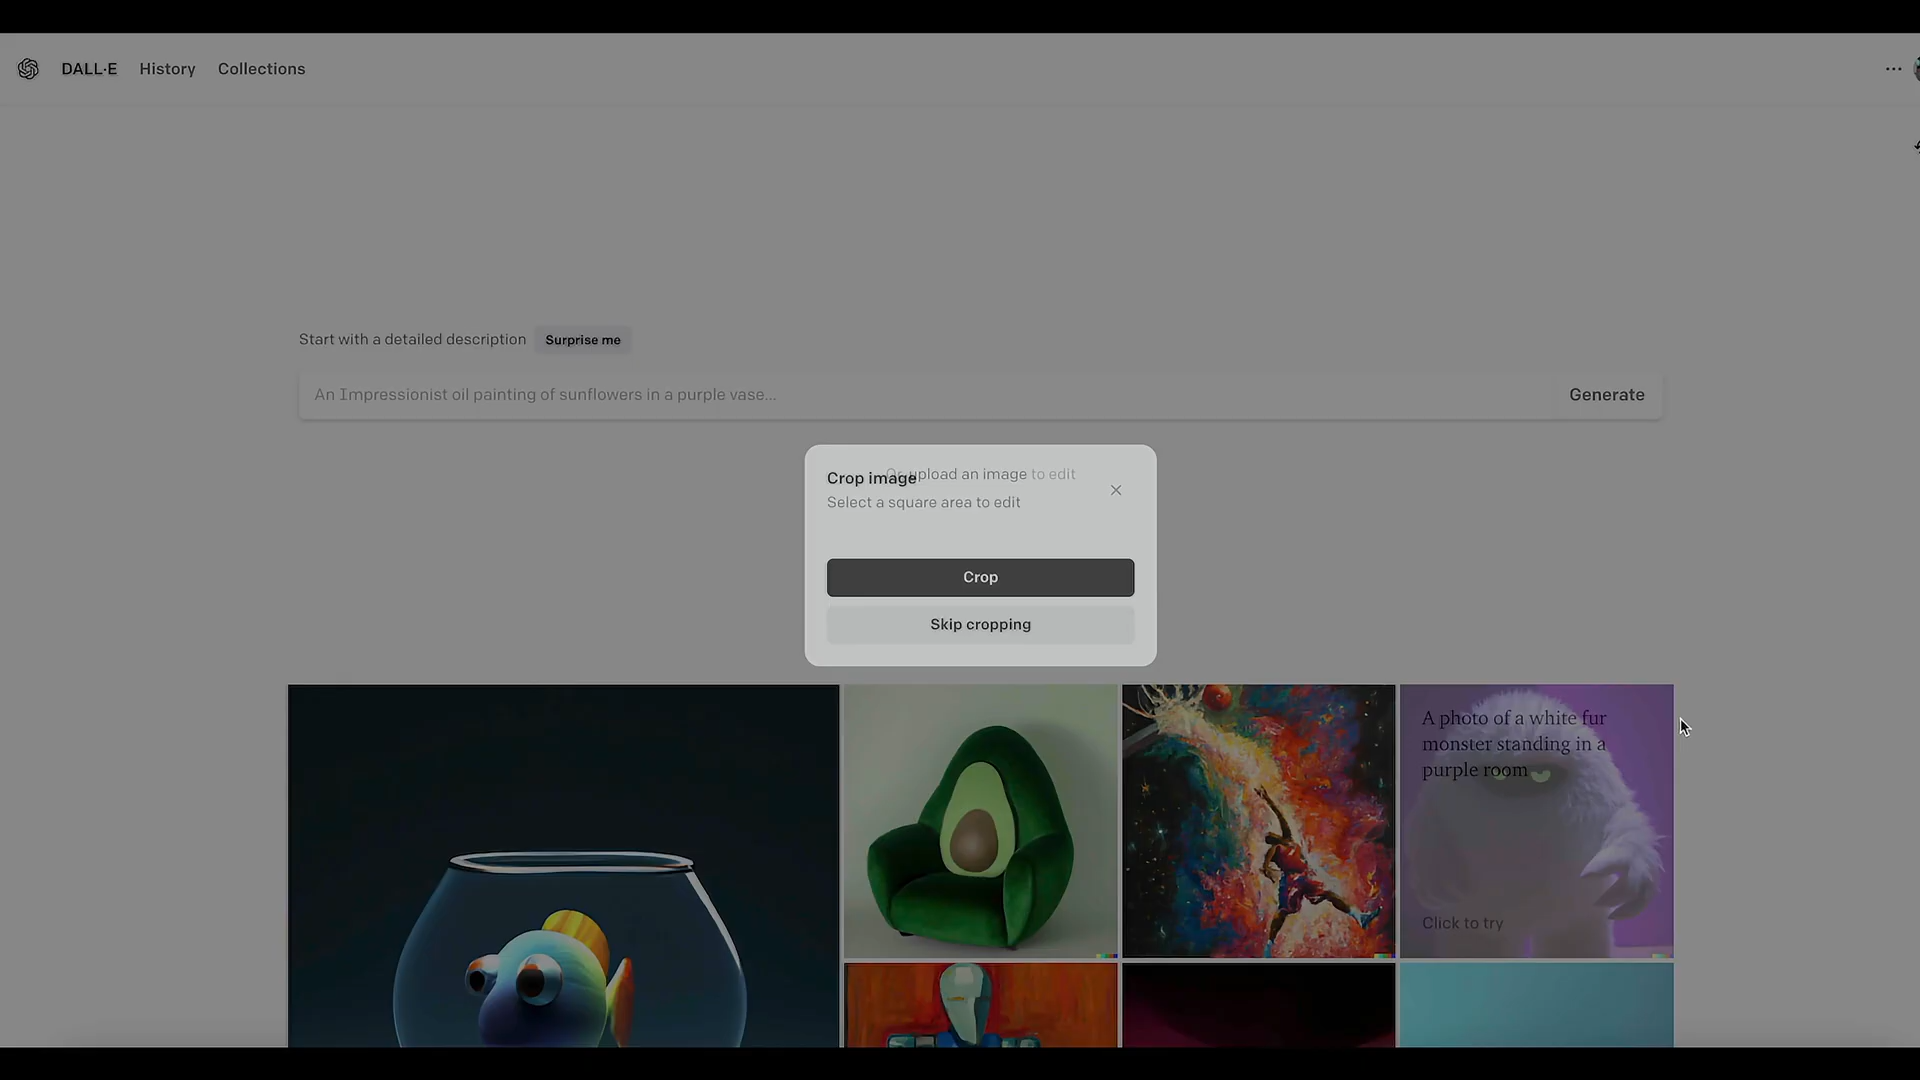 DALL·E History Collections
Start with a detailed description Surprise me
An Impressionist oil painting of sunflowers in a purple vase...
Generate
Or, upload an image to edit
Crop image
Select a square area to edit
Crop
Skip cropping
A photo of a white fur
monster standing in a
purple room
Click to try